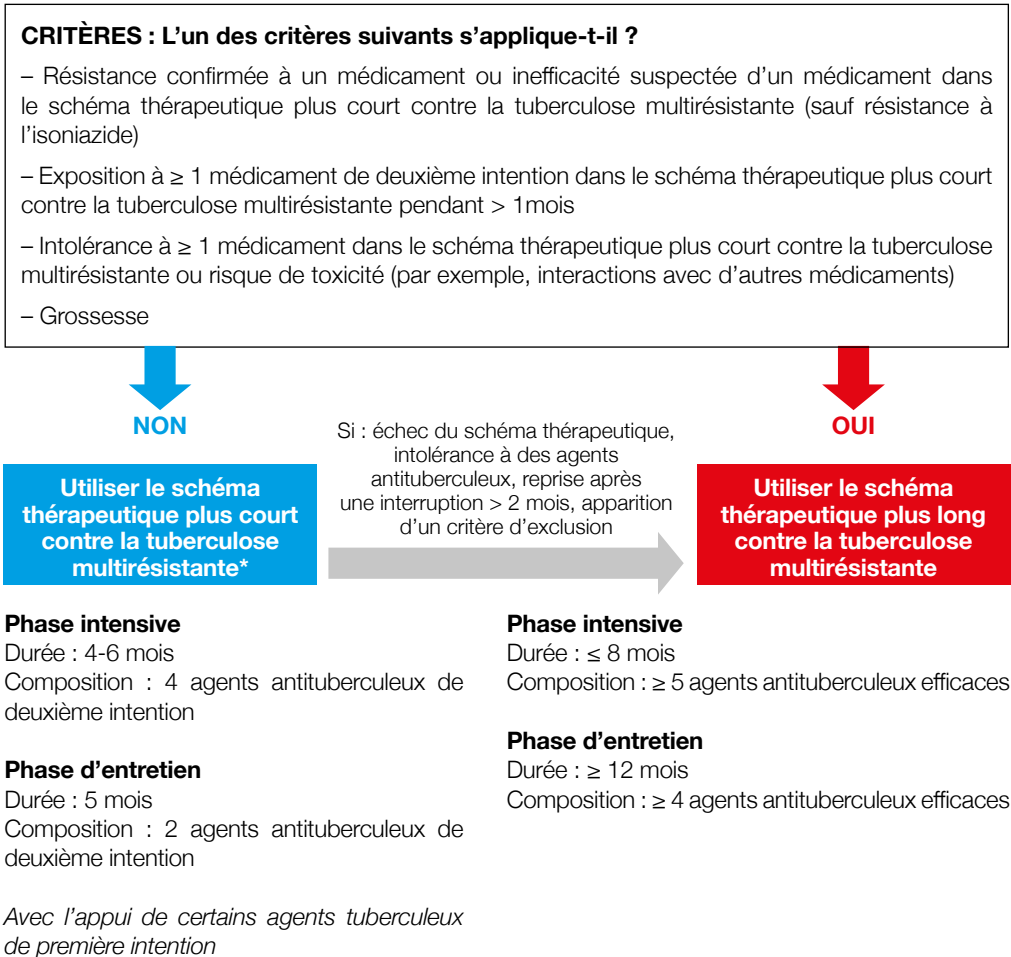 CRITÈRES : L’un des critères suivants s’applique-t-il ?
– Résistance confirmée à un médicament ou inefficacité suspectée d’un médicament dans
le schéma thérapeutique plus court contre la tuberculose multirésistante (sauf résistance à
l’isoniazide)
– Exposition à ≥ 1 médicament de deuxième intention dans le schéma thérapeutique plus court
contre la tuberculose multirésistante pendant > 1mois
– Intolérance à ≥ 1 médicament dans le schéma thérapeutique plus court contre la tuberculose
multirésistante ou risque de toxicité (par exemple, interactions avec d’autres médicaments)
– Grossesse
NON
Si : échec du schéma thérapeutique,
intolérance à des agents
antituberculeux, reprise après
une interruption > 2 mois, apparition
d’un critère d’exclusion
OUI
Utiliser le schéma
thérapeutique plus court
contre la tuberculose
multirésistante*
Utiliser le schéma
thérapeutique plus long
contre la tuberculose
multirésistante
Phase intensive
Durée : 4-6 mois
Composition : 4 agents antituberculeux de
deuxième intention
Phase d’entretien
Durée : 5 mois
Composition : 2 agents antituberculeux de
deuxième intention
Avec l’appui de certains agents tuberculeux
de première intention
Phase intensive
Durée : ≤ 8 mois
Composition : ≥ 5 agents antituberculeux efficaces
Phase d’entretien
Durée : ≥ 12 mois
Composition : ≥ 4 agents antituberculeux efficaces